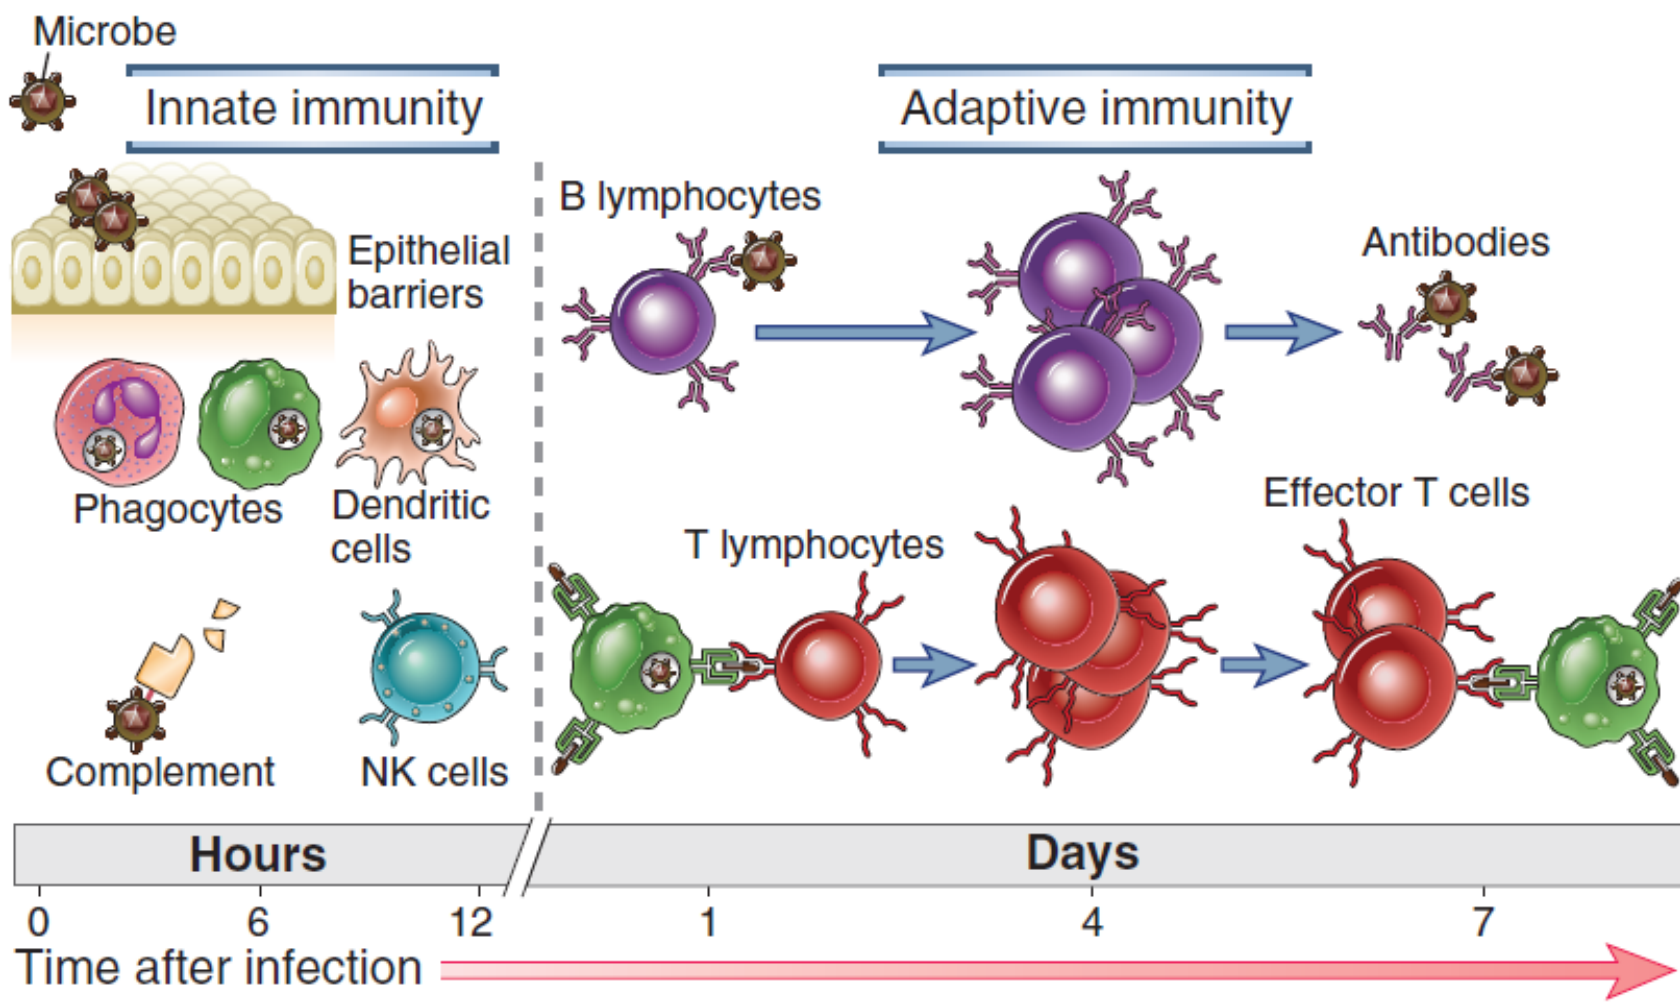 Microbe
Innate immunity
Adaptive immunity
Epithelial
barriers
B lymphocytes
Antibodies
Phagocytes
Dendritic
cells
T lymphocytes
Effector T cells
Complement
NK cells
Hours
Days
0 6 12 1 4 7
Time after infection